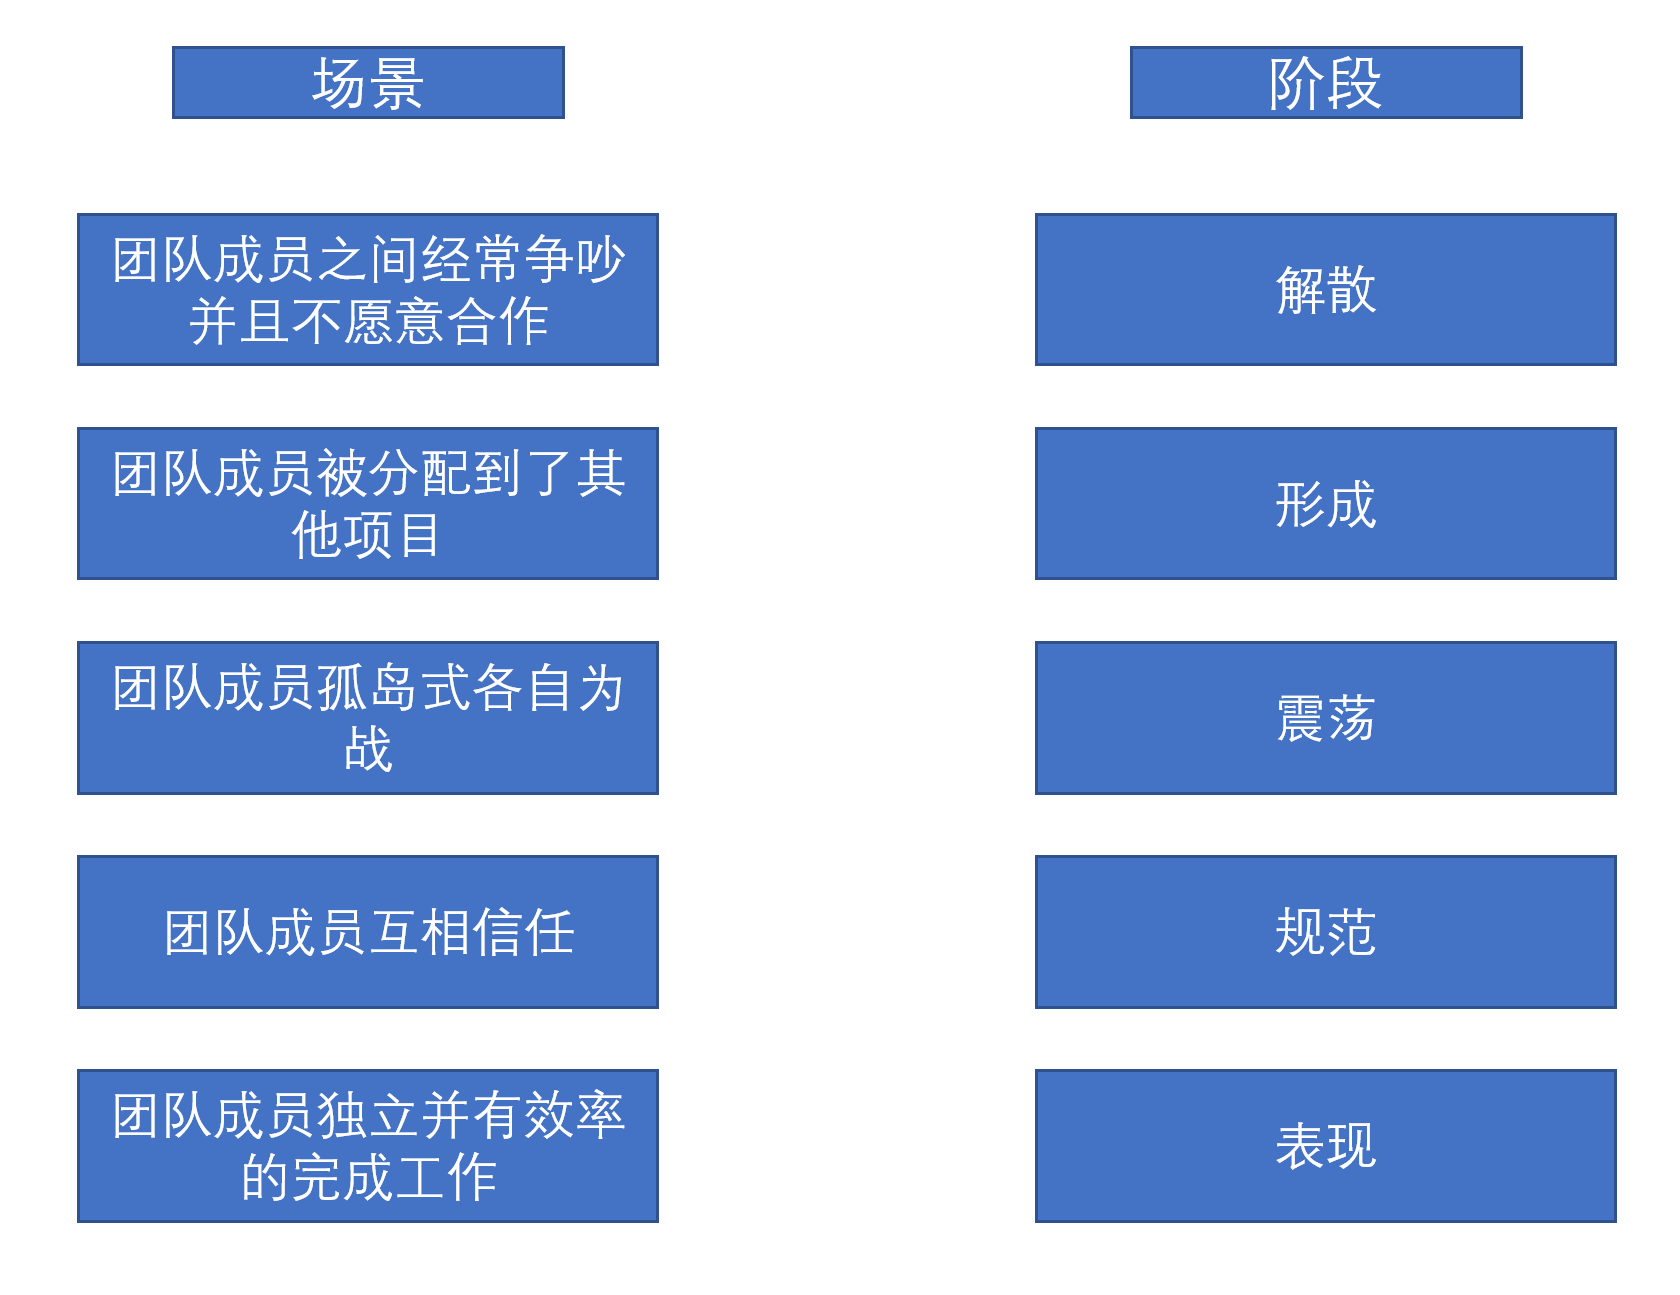 场景
阶段
团队成员之间经常争吵
并且不愿意合作
解散
团队成员被分配到了其
他项目
形成
团队成员孤岛式各自为
战
震荡
团队成员互相信任
规范
团队成员独立并有效率
的完成工作
表现